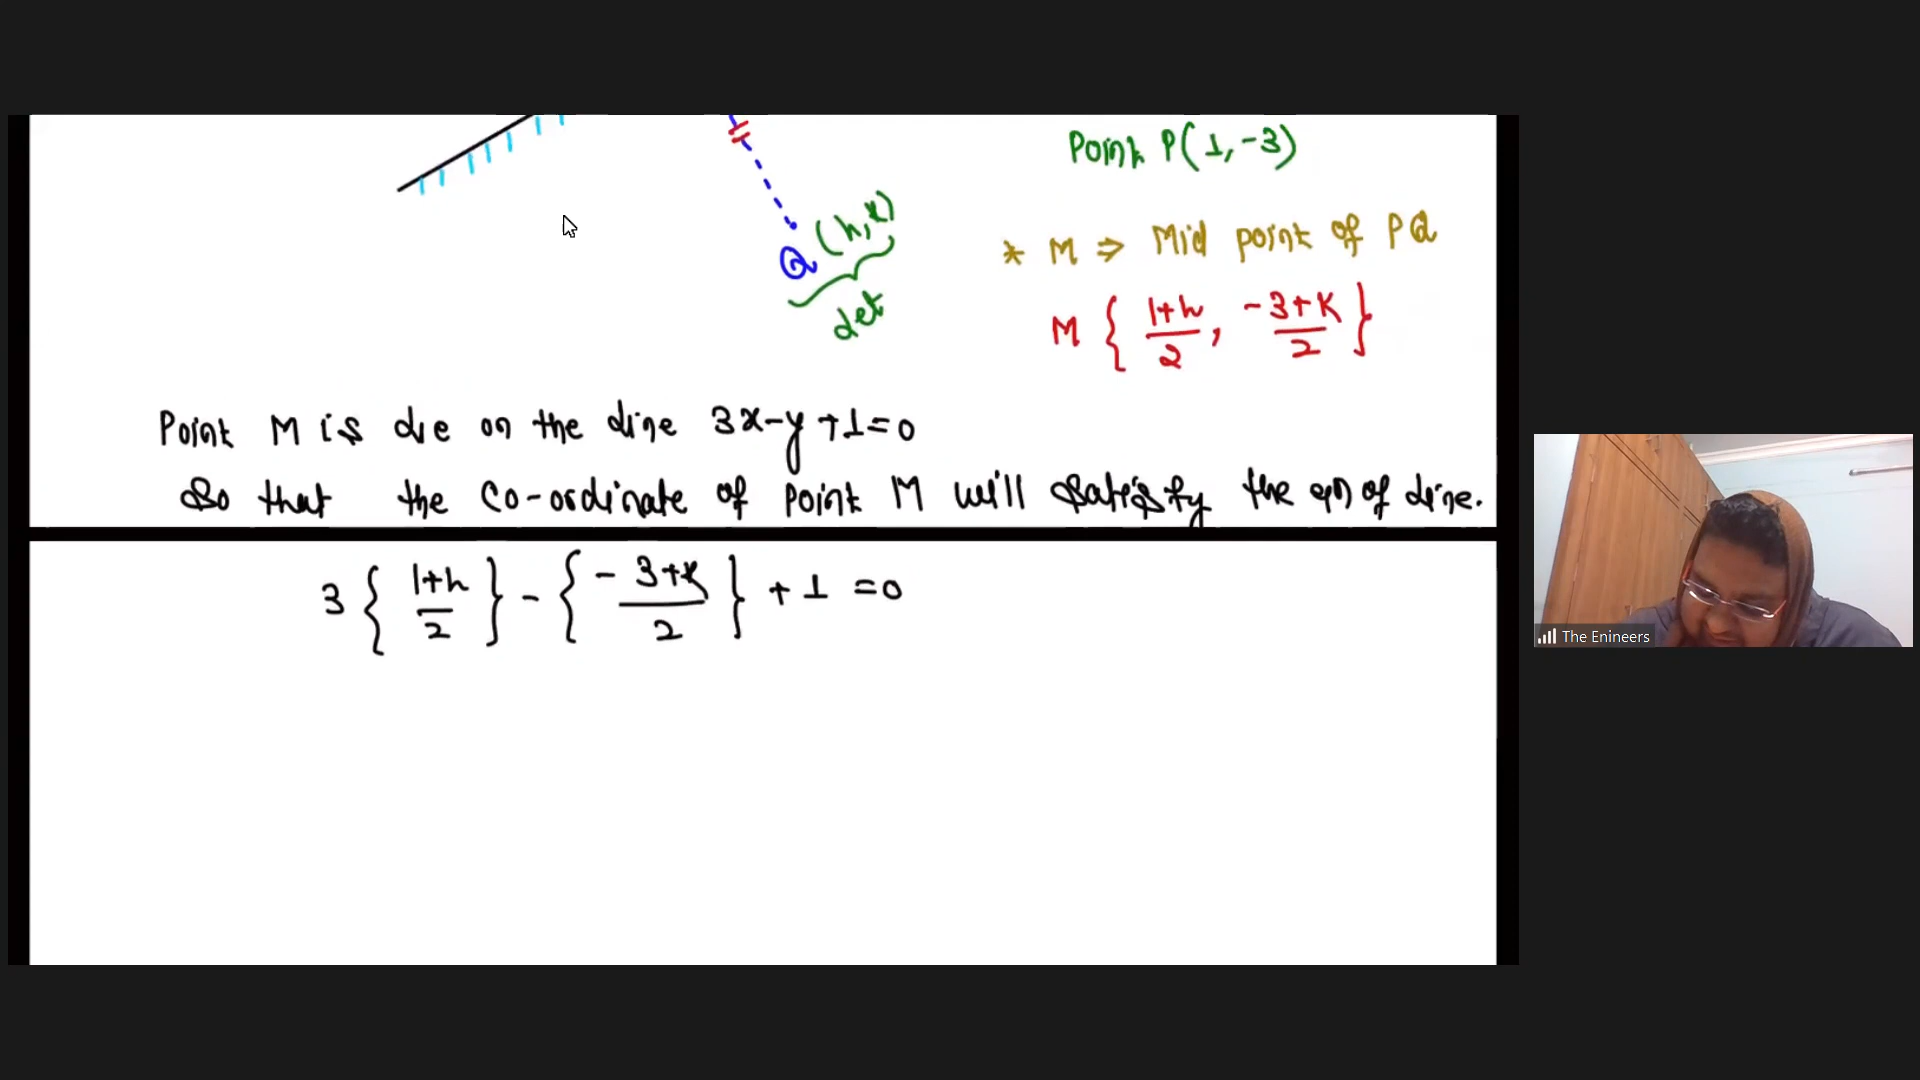 Point P(1,-3)
Q (h,k)
let
* M ⇒ Mid point of PQ
M { 1+h/2 , -3+k/2 }
Point M is lie on the line 3x-y+1=0
So that the Co-ordinate of Point M will satisfy the eqn of line.
3 { 1+h/2 } - { -3+k/2 } + 1 = 0
The Enineers